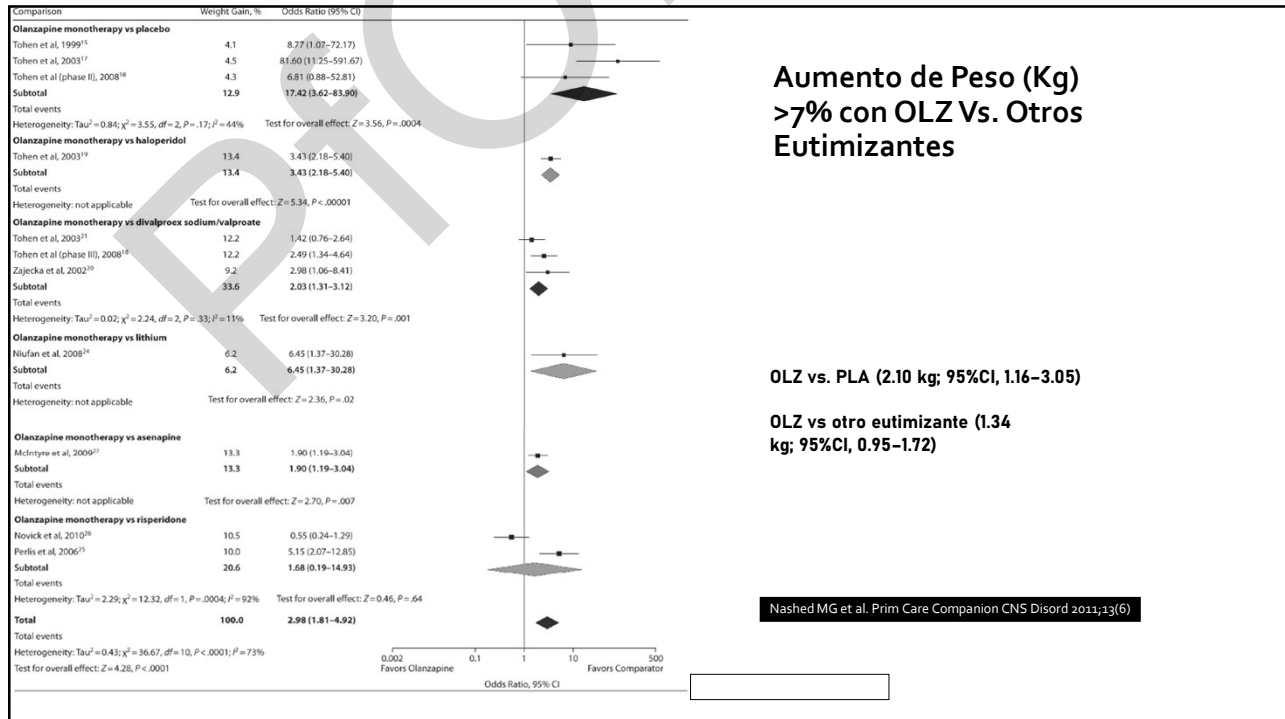 Comparison Weight Gain, % Odds Ratio (95% CI)
Olanzapine monotherapy vs placebo
Tohen et al, 1999¹⁵ 4.1 8.77 (1.07–72.17)
Tohen et al, 2003¹⁷ 4.5 81.60 (11.25–591.67)
Tohen et al (phase II), 2008¹⁸ 4.3 6.81 (0.88–52.81)
Subtotal 12.9 17.42 (3.62–83.90)
Total events
Heterogeneity: Tau²=0.84; χ²=3.55, df=2, P=.17; I²=44% Test for overall effect: Z=3.56, P=.0004
Olanzapine monotherapy vs haloperidol
Tohen et al, 2003¹⁹ 13.4 3.43 (2.18–5.40)
Subtotal 13.4 3.43 (2.18–5.40)
Total events
Heterogeneity: not applicable Test for overall effect: Z=5.34, P<.00001
Olanzapine monotherapy vs divalproex sodium/valproate
Tohen et al, 2003²¹ 12.2 1.42 (0.76–2.64)
Tohen et al (phase III), 2008¹⁸ 12.2 2.49 (1.34–4.64)
Zajecka et al, 2002²⁰ 9.2 2.98 (1.06–8.41)
Subtotal 33.6 2.03 (1.31–3.12)
Total events
Heterogeneity: Tau²=0.02; χ²=2.24, df=2, P=.33; I²=11% Test for overall effect: Z=3.20, P=.001
Olanzapine monotherapy vs lithium
Niufan et al, 2008²⁴ 6.2 6.45 (1.37–30.28)
Subtotal 6.2 6.45 (1.37–30.28)
Total events
Heterogeneity: not applicable Test for overall effect: Z=2.36, P=.02
Olanzapine monotherapy vs asenapine
McIntyre et al, 2009²⁷ 13.3 1.90 (1.19–3.04)
Subtotal 13.3 1.90 (1.19–3.04)
Total events
Heterogeneity: not applicable Test for overall effect: Z=2.70, P=.007
Olanzapine monotherapy vs risperidone
Novick et al, 2010²⁶ 10.5 0.55 (0.24–1.29)
Perlis et al, 2006²⁵ 10.0 5.15 (2.07–12.85)
Subtotal 20.6 1.68 (0.19–14.93)
Total events
Heterogeneity: Tau²=2.29; χ²=12.32, df=1, P=.0004; I²=92% Test for overall effect: Z=0.46, P=.64
Total 100.0 2.98 (1.81–4.92)
Total events
Heterogeneity: Tau²=0.43; χ²=36.67, df=10, P<.0001; I²=73%
Test for overall effect: Z=4.28, P<.0001
0.002 0.1 1 10 500
Favors Olanzapine Favors Comparator
Odds Ratio, 95% CI
Aumento de Peso (Kg)
>7% con OLZ Vs. Otros
Eutimizantes
OLZ vs. PLA (2.10 kg; 95%CI, 1.16–3.05)
OLZ vs otro eutimizante (1.34
kg; 95%CI, 0.95–1.72)
Nashed MG et al. Prim Care Companion CNS Disord 2011;13(6)